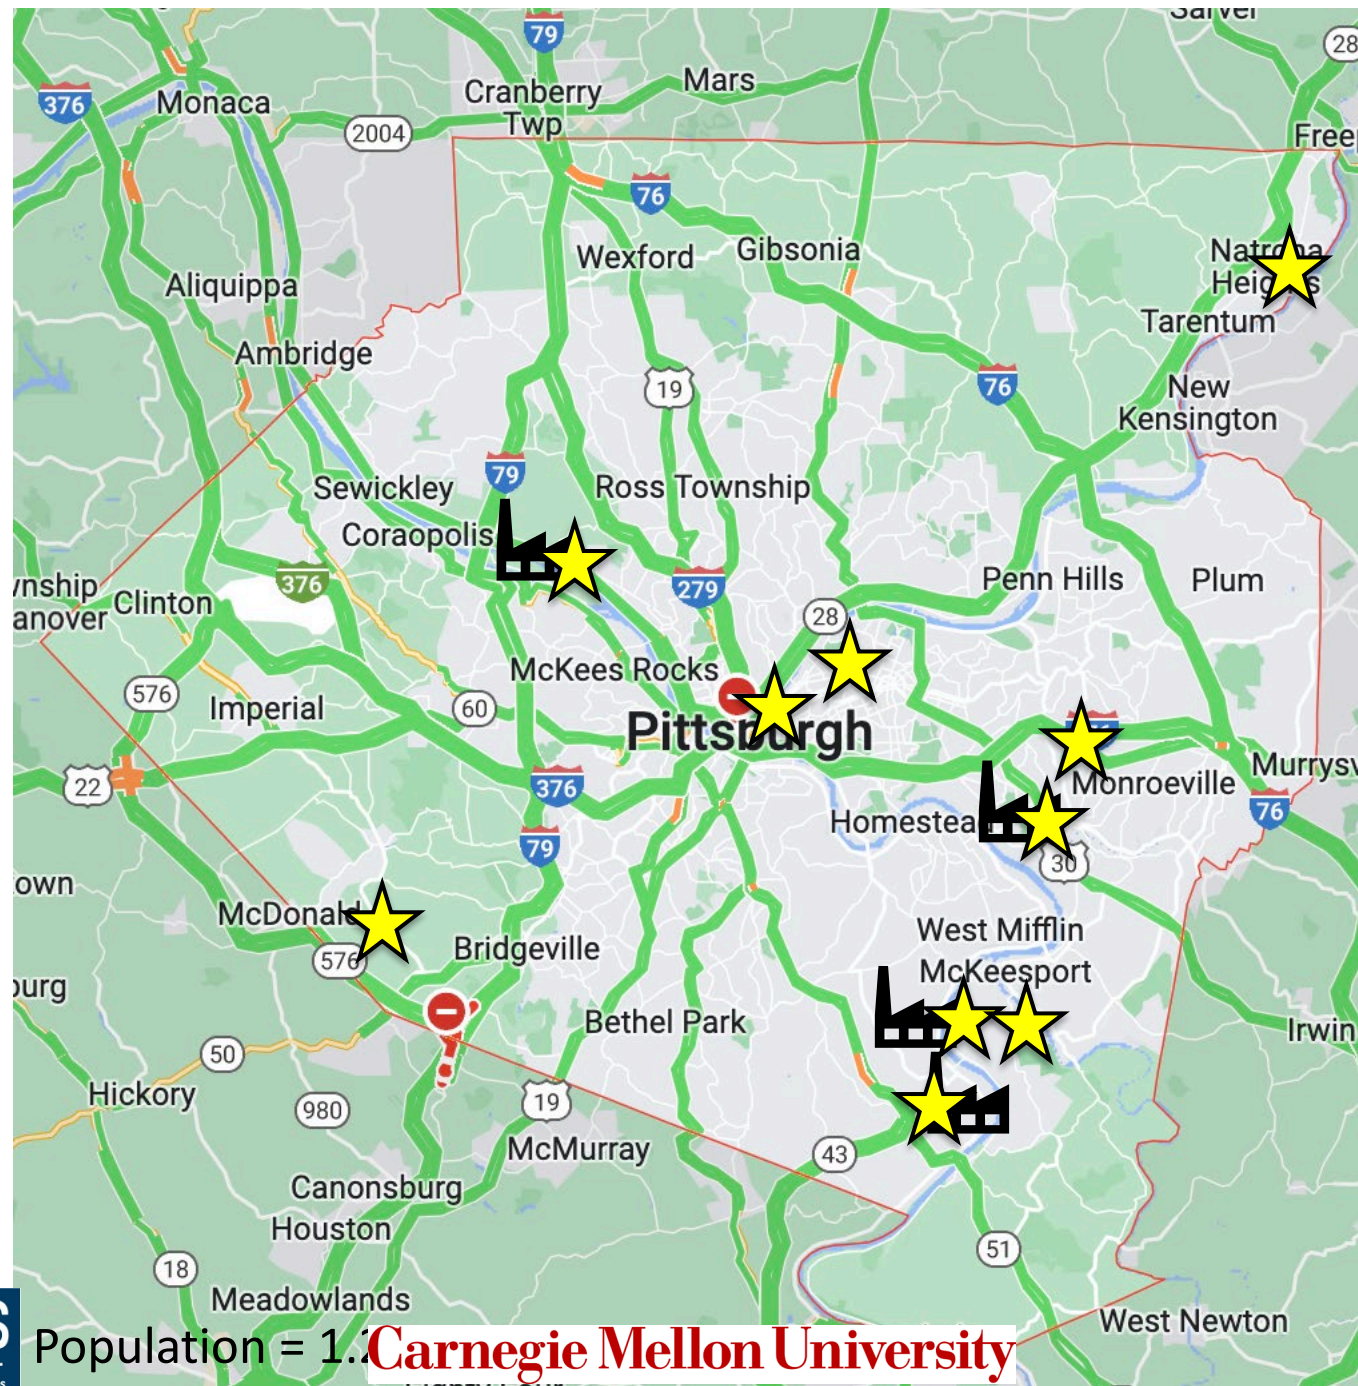 79
28
376
Monaca
Cranberry
Twp
Mars
2004
76
Wexford
Gibsonia
Aliquippa
Tarentum
Ambridge
19
76
New
Kensington
79
Sewickley
Ross Township
Coraopolis
376
279
Penn Hills
Plum
Clinton
28
McKees Rocks
576
Imperial
60
Pittsburgh
22
376
Monroeville
76
Homestead
79
30
McDonald
576
Bridgeville
West Mifflin
McKeesport
Bethel Park
Irwin
50
Hickory
980
19
McMurray
43
Canonsburg
Houston
51
18
Meadowlands
West Newton
Population = 1.2
Carnegie Mellon University